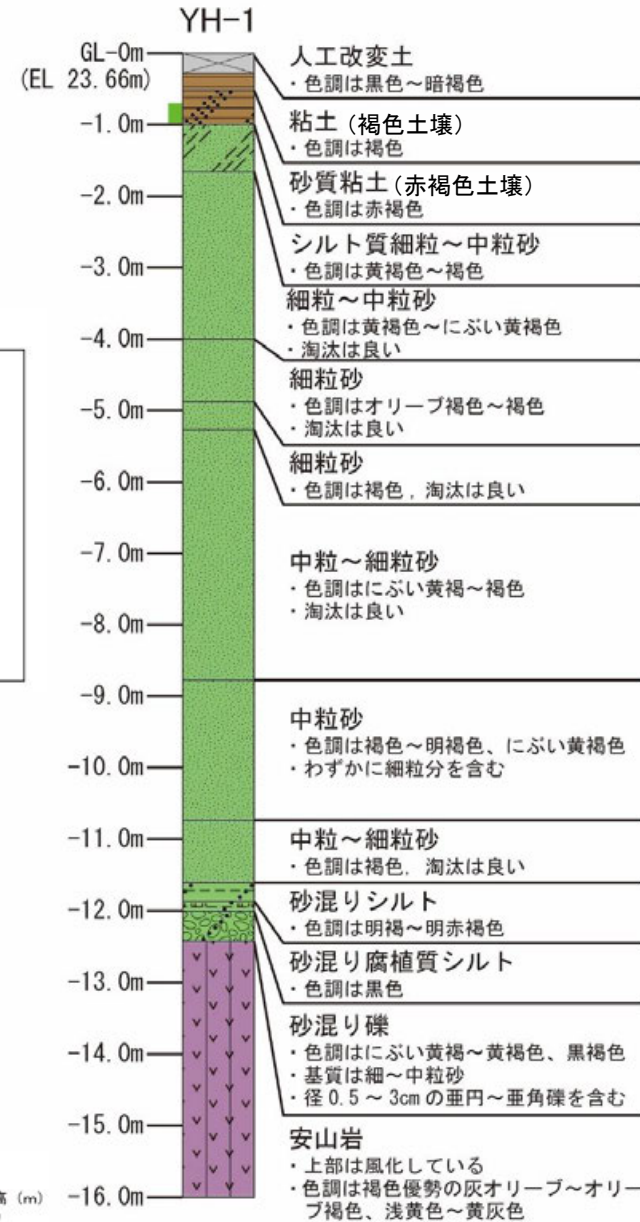 YH-1
GL-0m
(EL 23.66m)
-1.0m
-2.0m
-3.0m
-4.0m
-5.0m
-6.0m
-7.0m
-8.0m
-9.0m
-10.0m
-11.0m
-12.0m
-13.0m
-14.0m
-15.0m
高(m) -16.0m
人工改変土
・色調は黒色～暗褐色
粘土(褐色土壌)
・色調は褐色
砂質粘土(赤褐色土壌)
・色調は赤褐色
シルト質細粒～中粒砂
・色調は黄褐色～褐色
細粒～中粒砂
・色調は黄褐色～にぶい黄褐色
・淘汰は良い
細粒砂
・色調はオリーブ褐色～褐色
・淘汰は良い
細粒砂
・色調は褐色，淘汰は良い
中粒～細粒砂
・色調はにぶい黄褐～褐色
・淘汰は良い
中粒砂
・色調は褐色～明褐色、にぶい黄褐色
・わずかに細粒分を含む
中粒～細粒砂
・色調は褐色，淘汰は良い
砂混りシルト
・色調は明褐～明赤褐色
砂混り腐植質シルト
・色調は黒色
砂混り礫
・色調はにぶい黄褐～黄褐色、黒褐色
・基質は細～中粒砂
・径0.5～3cmの亜円～亜角礫を含む
安山岩
・上部は風化している
・色調は褐色優勢の灰オリーブ～オリー
ブ褐色、浅黄色～黄灰色